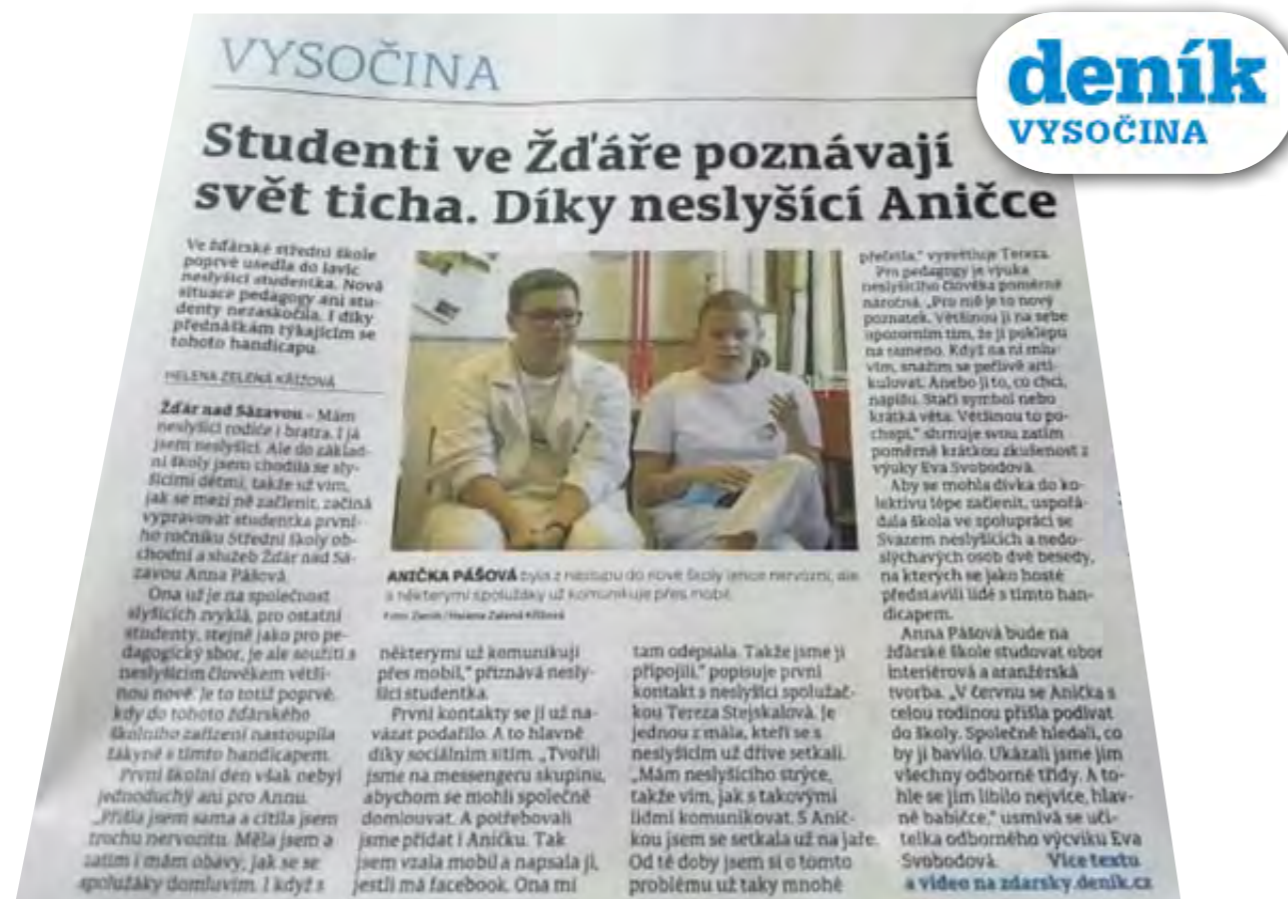 VYSOČINA
deník
VYSOČINA
Studenti ve Žďáře poznávají
svět ticha. Díky neslyšící Aničce
Ve žďárské střední škole
poprvé usedla do lavic
neslyšící studentka. Nová
situace pedagogy ani stu-
denty nezaskočila. I díky
přednáškám týkajícím se
tohoto handicapu.
HELENA ZELENÁ KŘÍŽOVÁ
Žďár nad Sázavou – Mám
neslyšící rodiče i bratra. I já
jsem neslyšící. Ale do základ-
ní školy jsem chodila se sly-
šícími dětmi, takže už vím,
jak se mezi ně začlenit, začíná
vypravovat studentka první-
ho ročníku Střední školy ob-
chodní a služeb Žďár nad Sá-
zavou Anna Pášová.
Ona už je na společnost
slyšících zvyklá, pro ostatní
studenty, stejně jako pro pe-
dagogický sbor, je ale soužití s
neslyšícím člověkem větši-
nou nové. Je to totiž poprvé,
kdy do tohoto žďárského
školního zařízení nastoupila
žákyně s tímto handicapem.
První školní den však nebyl
jednoduchý ani pro Annu.
„Přišla jsem sama a cítila jsem
trochu nervozitu. Měla jsem a
zatím i mám obavy, jak se se
spolužáky domluvím. I když s
ANIČKA PÁŠOVÁ byla z nástupu do nové školy lehce nervózní, ale
s některými spolužáky už komunikuje přes mobil.
Foto: Deník/Helena Zelená Křížová
některými už komunikuji
přes mobil,“ přiznává nesly-
šící studentka.
První kontakty se jí už na-
vázat podařilo. A to hlavně
díky sociálním sítím. „Tvořili
jsme na messengeru skupinu,
abychom se mohli společně
domlouvat. A potřebovali
jsme přidat i Aničku. Tak
jsem vzala mobil a napsala jí,
jestli má facebook. Ona mi
tam odepsala. Takže jsme ji
připojili,“ popisuje první
kontakt s neslyšící spolužač-
kou Tereza Stejskalová. Je
jednou z mála, kteří se s
neslyšícím už dříve setkali.
„Mám neslyšícího strýce,
takže vím, jak s takovými
lidmi komunikovat. S Anič-
kou jsem se setkala už na jaře.
Od té doby jsem si o tomto
problému už taky mnohé
přečetla,“ vysvětluje Tereza.
Pro pedagogy je výuka
neslyšícího člověka poměrně
náročná. „Pro mě je to nový
poznatek. Většinou ji na sebe
upozorním tím, že jí poklepu
na rameno. Když na ni mlu-
vím, snažím se pečlivě arti-
kulovat. Anebo jí to, co chci,
napíšu. Stačí symbol nebo
krátká věta. Většinou to po-
chopí,“ shrnuje svou zatím
poměrně krátkou zkušenost z
výuky Eva Svobodová.
Aby se mohla dívka do ko-
lektivu lépe začlenit, uspořá-
dala škola ve spolupráci se
Svazem neslyšících a nedo-
slýchavých osob dvě besedy,
na kterých se jako hosté
představili lidé s tímto han-
dicapem.
Anna Pášová bude na
žďárské škole studovat obor
interiérová a aranžérská
tvorba. „V červnu se Anička s
celou rodinou přišla podívat
do školy. Společně hledali, co
by ji bavilo. Ukázali jsme jim
všechny odborné třídy. A to-
hle se jim líbilo nejvíce, hlav-
ně babičce,“ usmívá se uči-
telka odborného výcviku Eva
Svobodová. Více textu
a video na zdarsky.denik.cz